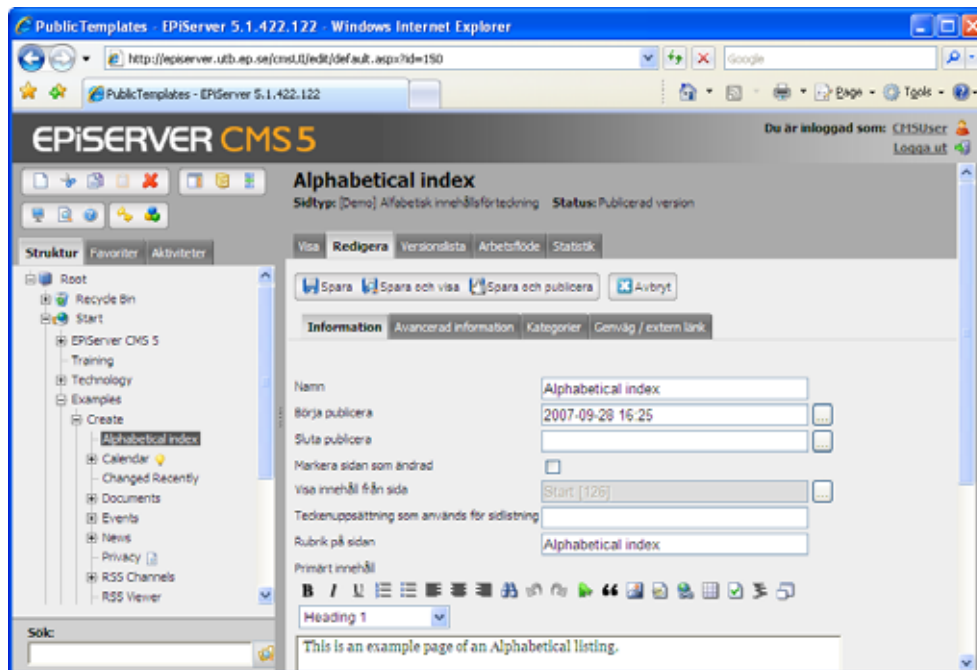 PublicTemplates - EPiServer 5.1.422.122 - Windows Internet Explorer
http://episerver.utb.ep.se/cmsUI/edit/default.aspx?id=150
Google
PublicTemplates - EPiServer 5.1.422.122
Page
Tools
EPiSERVER CMS 5
Du är inloggad som: CMSUser
Logga ut
Alphabetical index
Sidtyp: [Demo] Alfabetisk innehållsförteckning Status: Publicerad version
Struktur Favoriter Aktiviteter
Visa Redigera Versionslista Arbetsflöde Statistik
Root
Recycle Bin
Start
EPiServer CMS 5
Training
Technology
Examples
Create
Alphabetical index
Calendar
Changed Recently
Documents
Events
News
Privacy
RSS Channels
RSS Viewer
Sök:
Spara Spara och visa Spara och publicera Avbryt
Information Avancerad information Kategorier Genväg / extern länk
Namn Alphabetical index
Börja publicera 2007-09-28 16:25 ...
Sluta publicera ...
Markera sidan som ändrad
Visa innehåll från sida Start [126] ...
Teckenuppsättning som används för sidlistning
Rubrik på sidan Alphabetical index
Primärt innehåll
B I U
Heading 1
This is an example page of an Alphabetical listing.